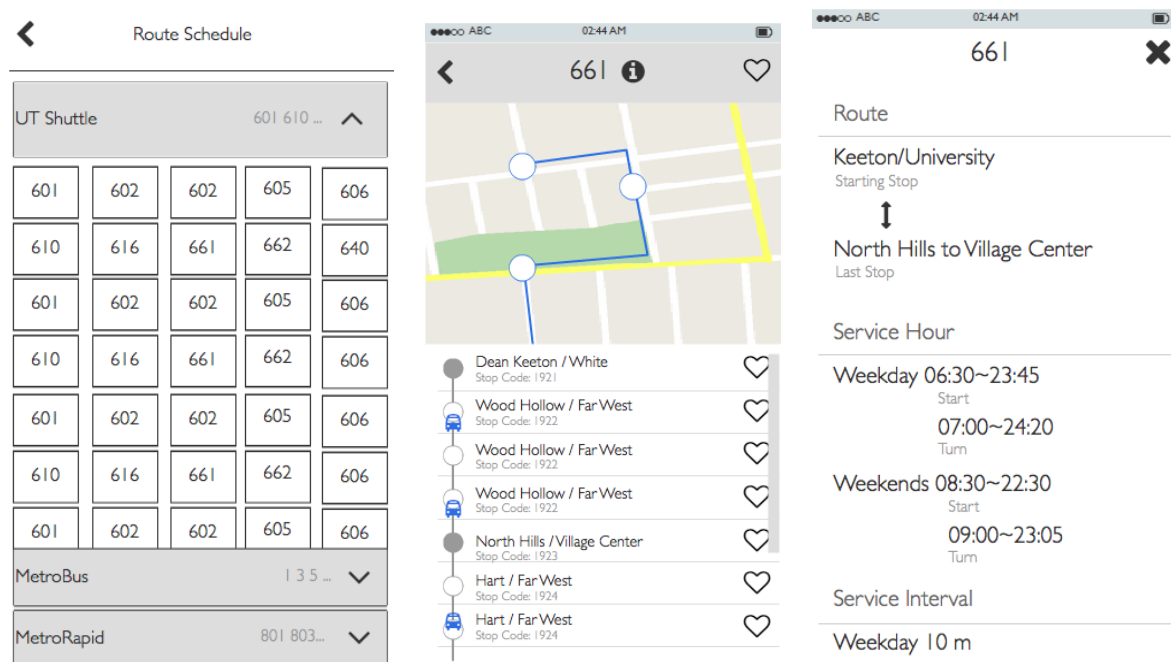 Route Schedule
UT Shuttle 601 610 ...
601 602 602 605 606
610 616 661 662 640
601 602 602 605 606
610 616 661 662 606
601 602 602 605 606
610 616 661 662 606
601 602 602 605 606
MetroBus 1 3 5 ...
MetroRapid 801 803...
ABC 02:44 AM
661
Dean Keeton / White
Stop Code: 1921
Wood Hollow / Far West
Stop Code: 1922
Wood Hollow / Far West
Stop Code: 1922
Wood Hollow / Far West
Stop Code: 1922
North Hills / Village Center
Stop Code: 1923
Hart / Far West
Stop Code: 1924
Hart / Far West
Stop Code: 1924
ABC 02:44 AM
661
Route
Keeton/University
Starting Stop
North Hills to Village Center
Last Stop
Service Hour
Weekday 06:30~23:45
Start
07:00~24:20
Turn
Weekends 08:30~22:30
Start
09:00~23:05
Turn
Service Interval
Weekday 10 m